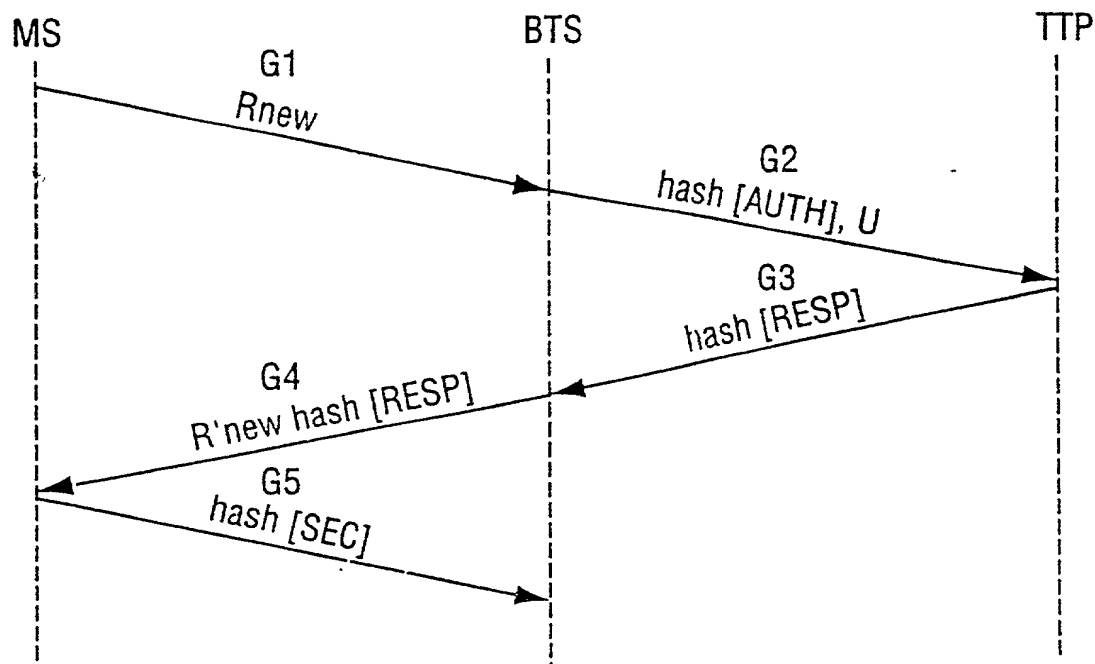 MS BTS TTP
G1
Rnew
G2
hash [AUTH], U
G3
hash [RESP]
G4
R'new hash [RESP]
G5
hash [SEC]